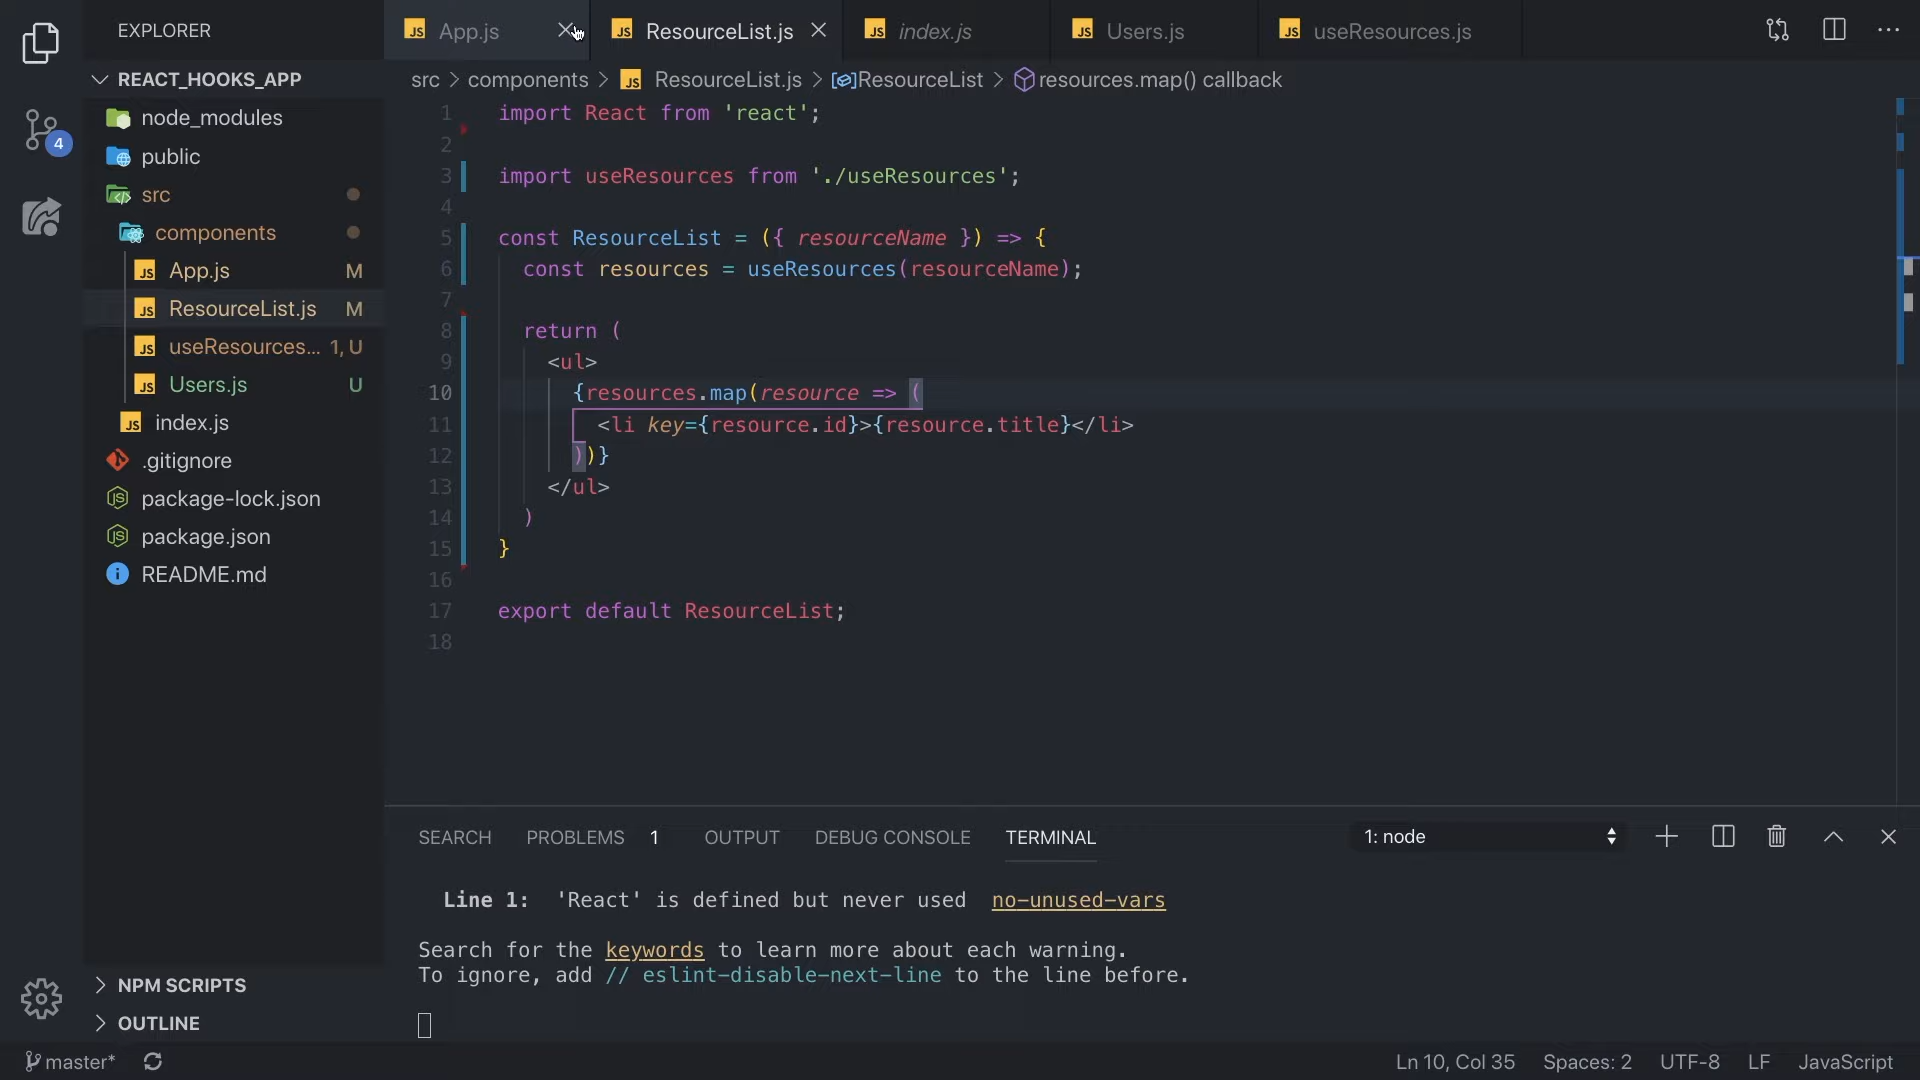 EXPLORER
App.js
ResourceList.js
index.js
Users.js
useResources.js
REACT_HOOKS_APP
src > components > ResourceList.js > ResourceList > resources.map() callback
4
node_modules
public
src
components
App.js M
ResourceList.js M
useResources... 1, U
Users.js U
index.js
.gitignore
package-lock.json
package.json
README.md
NPM SCRIPTS
OUTLINE
1 import React from 'react';
2
3 import useResources from './useResources';
4
5 const ResourceList = ({ resourceName }) => {
6 const resources = useResources(resourceName);
7
8 return (
9 <ul>
10 {resources.map(resource => (
11 <li key={resource.id}>{resource.title}</li>
12 ))}
13 </ul>
14 )
15 }
16
17 export default ResourceList;
18
SEARCH PROBLEMS 1 OUTPUT DEBUG CONSOLE TERMINAL 1: node
Line 1: 'React' is defined but never used no-unused-vars
Search for the keywords to learn more about each warning.
To ignore, add // eslint-disable-next-line to the line before.
master* Ln 10, Col 35 Spaces: 2 UTF-8 LF JavaScript